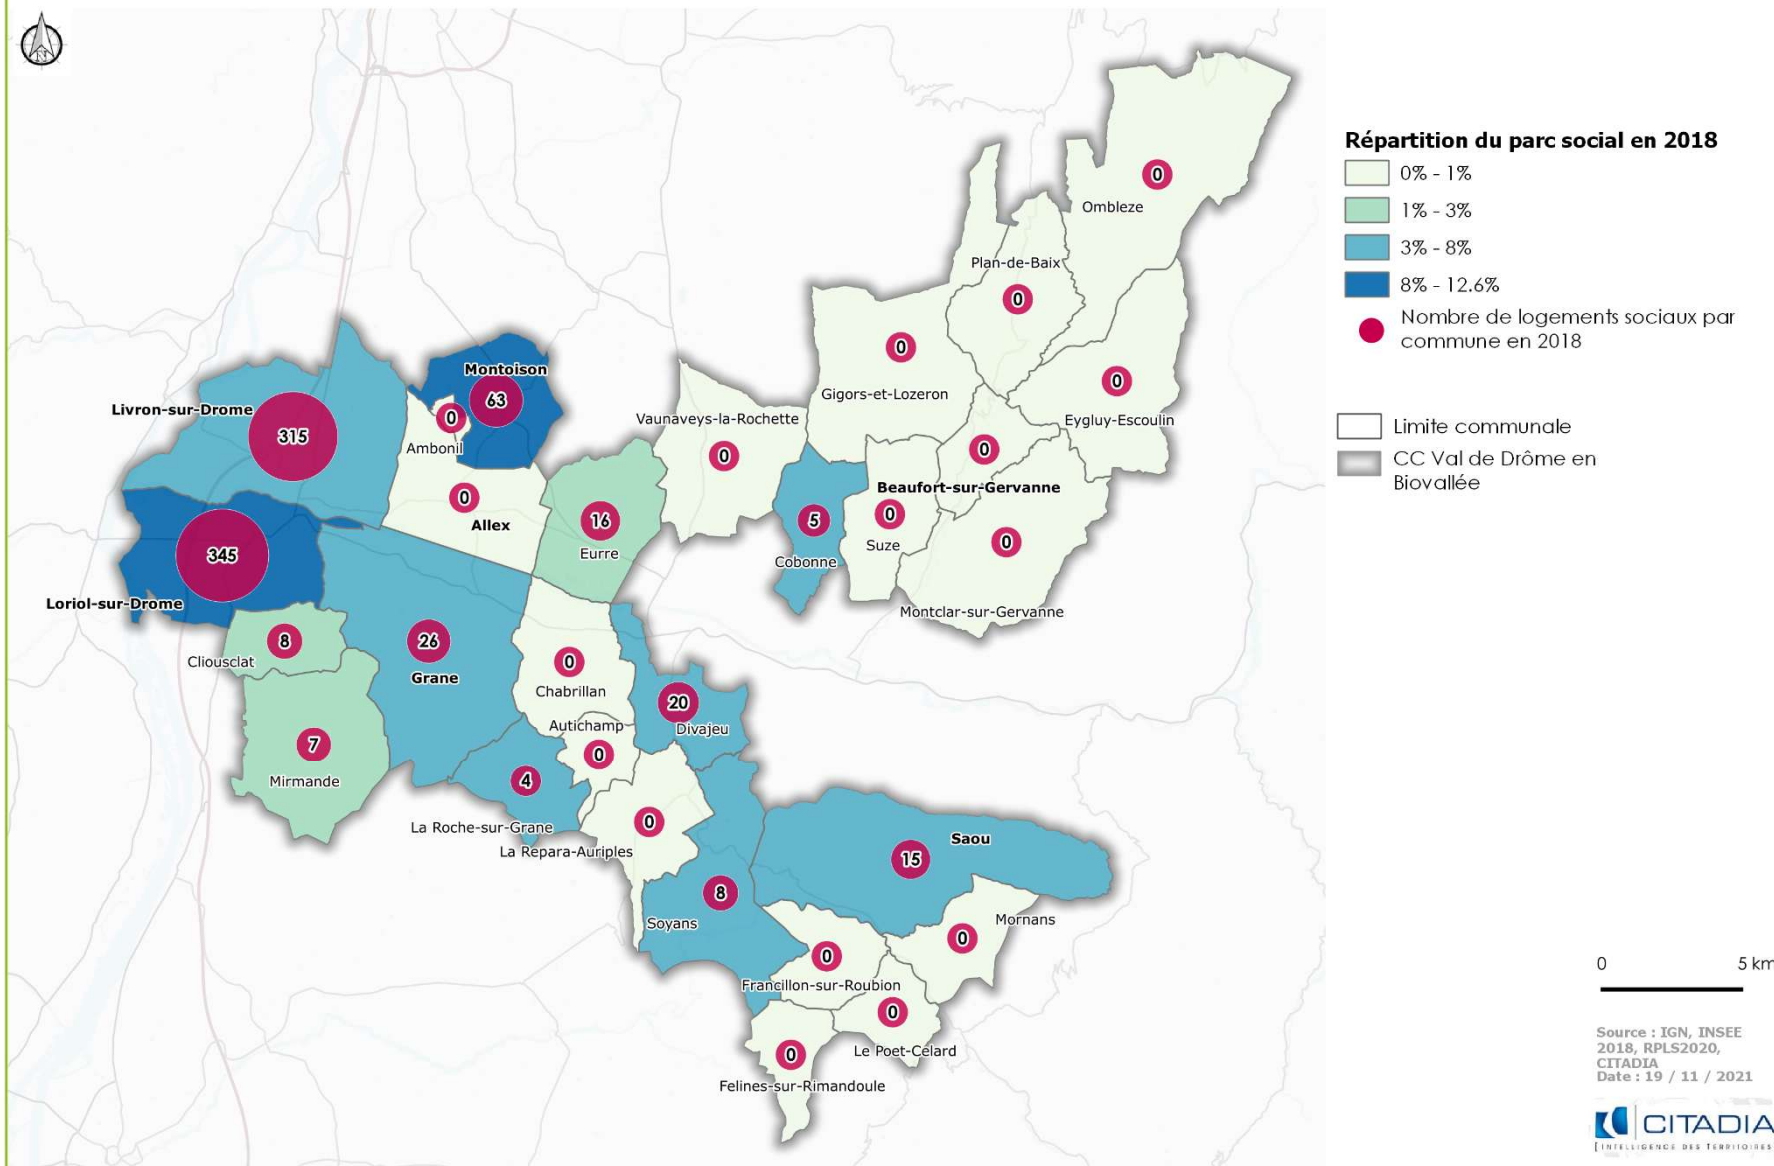 N
Répartition du parc social en 2018
0% - 1%
1% - 3%
3% - 8%
8% - 12.6%
Nombre de logements sociaux par
commune en 2018
Limite communale
CC Val de Drôme en
Biovallée
0
Ombleze
Plan-de-Baix
0
0
Gigors-et-Lozeron
0
Eygluy-Escoulin
Montoison
63
Livron-sur-Drome
315
0
Ambonil
Vaunaveys-la-Rochette
0
0
Beaufort-sur-Gervanne
0
Allex
16
Eurre
5
Cobonne
0
Suze
0
Montclar-sur-Gervanne
345
Loriol-sur-Drome
8
Cliousclat
26
Grane
0
Chabrillan
20
Divajeu
Autichamp
0
7
Mirmande
4
La Roche-sur-Grane
0
La Repara-Auriples
Saou
15
8
Soyans
Mornans
0
0
Francillon-sur-Roubion
0
Le Poet-Celard
0
Felines-sur-Rimandoule
0 5 km
Source : IGN, INSEE
2018, RPLS2020,
CITADIA
Date : 19 / 11 / 2021
CITADIA
[INTELLIGENCE DES TERRITOIRES